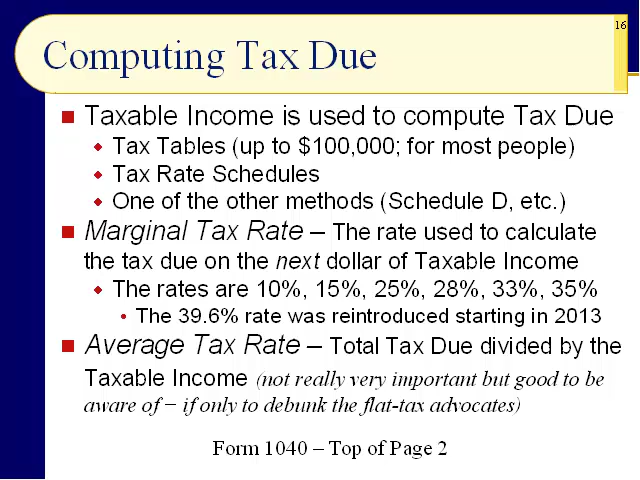 16
Computing Tax Due
Taxable Income is used to compute Tax Due
Tax Tables (up to $100,000; for most people)
Tax Rate Schedules
One of the other methods (Schedule D, etc.)
Marginal Tax Rate – The rate used to calculate
the tax due on the next dollar of Taxable Income
The rates are 10%, 15%, 25%, 28%, 33%, 35%
The 39.6% rate was reintroduced starting in 2013
Average Tax Rate – Total Tax Due divided by the
Taxable Income (not really very important but good to be
aware of – if only to debunk the flat-tax advocates)
Form 1040 – Top of Page 2